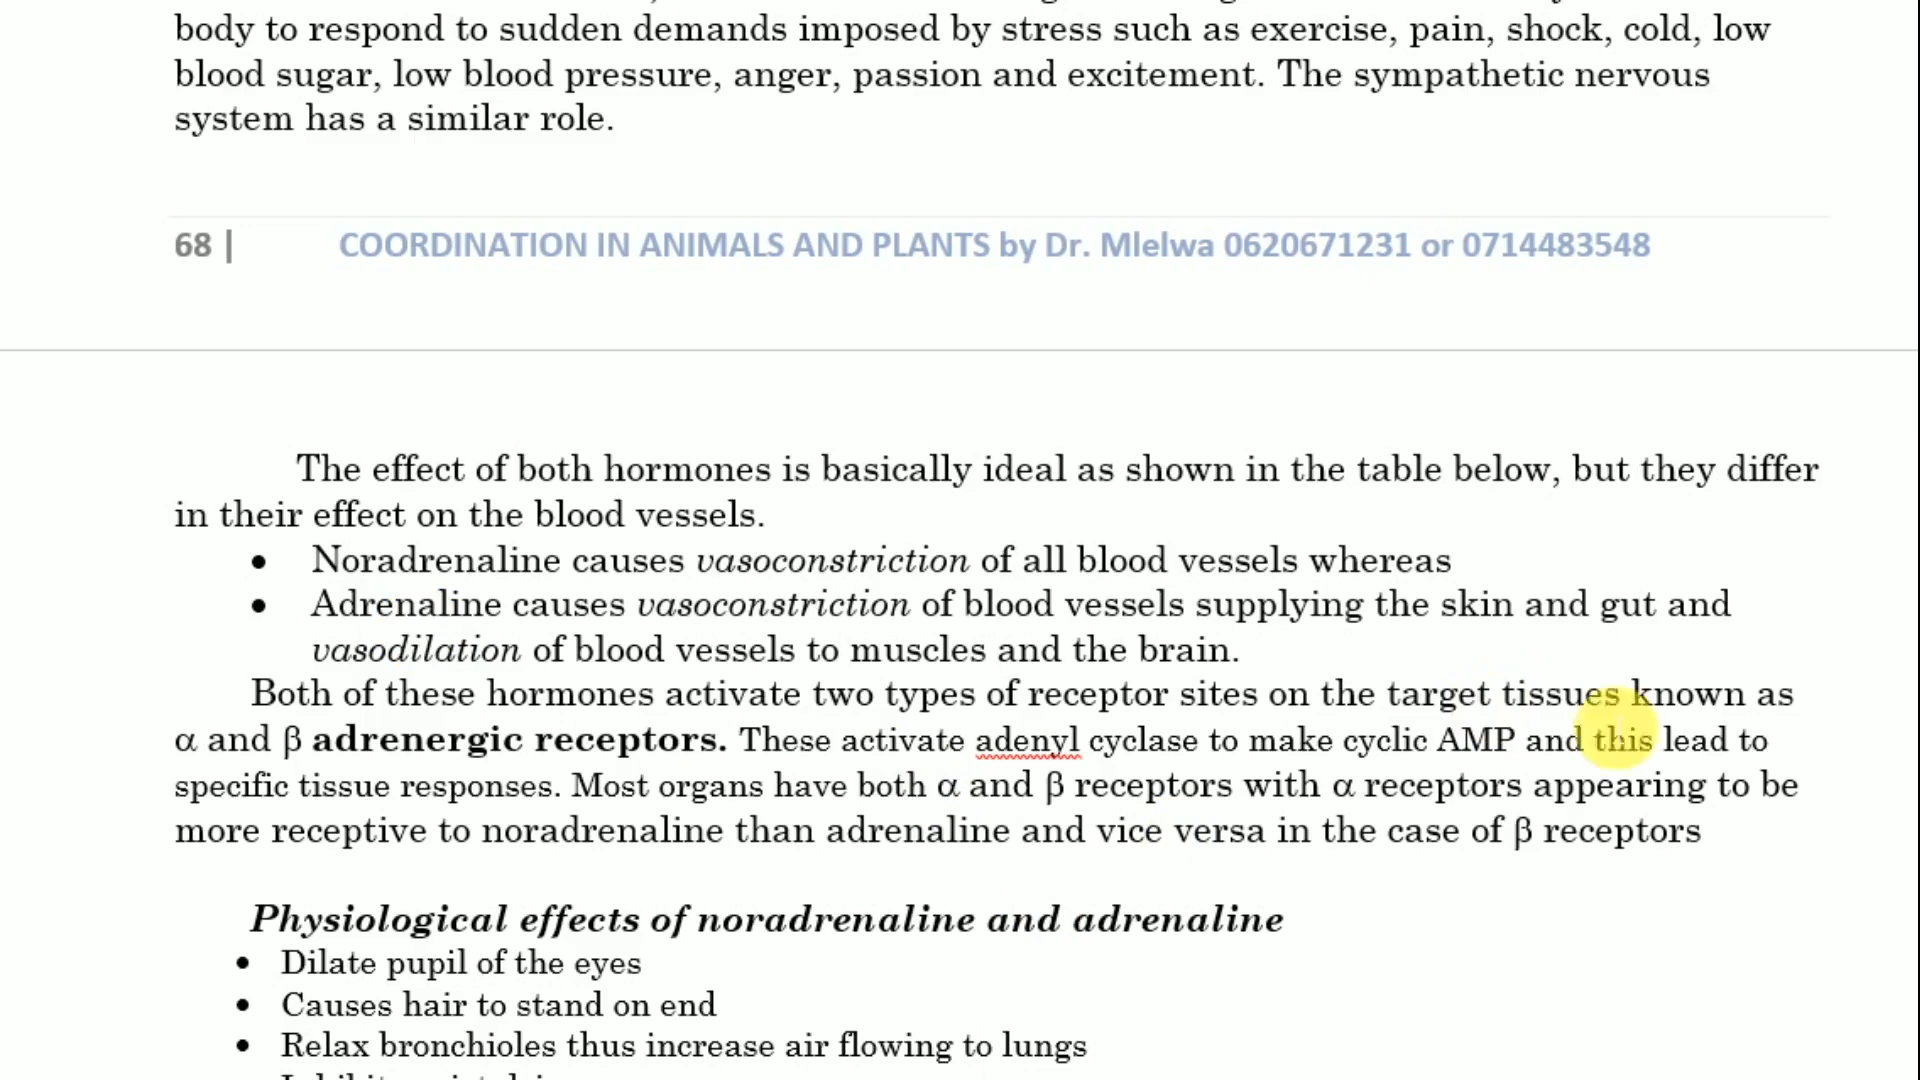 body to respond to sudden demands imposed by stress such as exercise, pain, shock, cold, low
blood sugar, low blood pressure, anger, passion and excitement. The sympathetic nervous
system has a similar role.
68 | COORDINATION IN ANIMALS AND PLANTS by Dr. Mlelwa 0620671231 or 0714483548
The effect of both hormones is basically ideal as shown in the table below, but they differ
in their effect on the blood vessels.
• Noradrenaline causes vasoconstriction of all blood vessels whereas
• Adrenaline causes vasoconstriction of blood vessels supplying the skin and gut and
vasodilation of blood vessels to muscles and the brain.
Both of these hormones activate two types of receptor sites on the target tissues known as
α and β adrenergic receptors. These activate adenyl cyclase to make cyclic AMP and this lead to
specific tissue responses. Most organs have both α and β receptors with α receptors appearing to be
more receptive to noradrenaline than adrenaline and vice versa in the case of β receptors
Physiological effects of noradrenaline and adrenaline
• Dilate pupil of the eyes
• Causes hair to stand on end
• Relax bronchioles thus increase air flowing to lungs